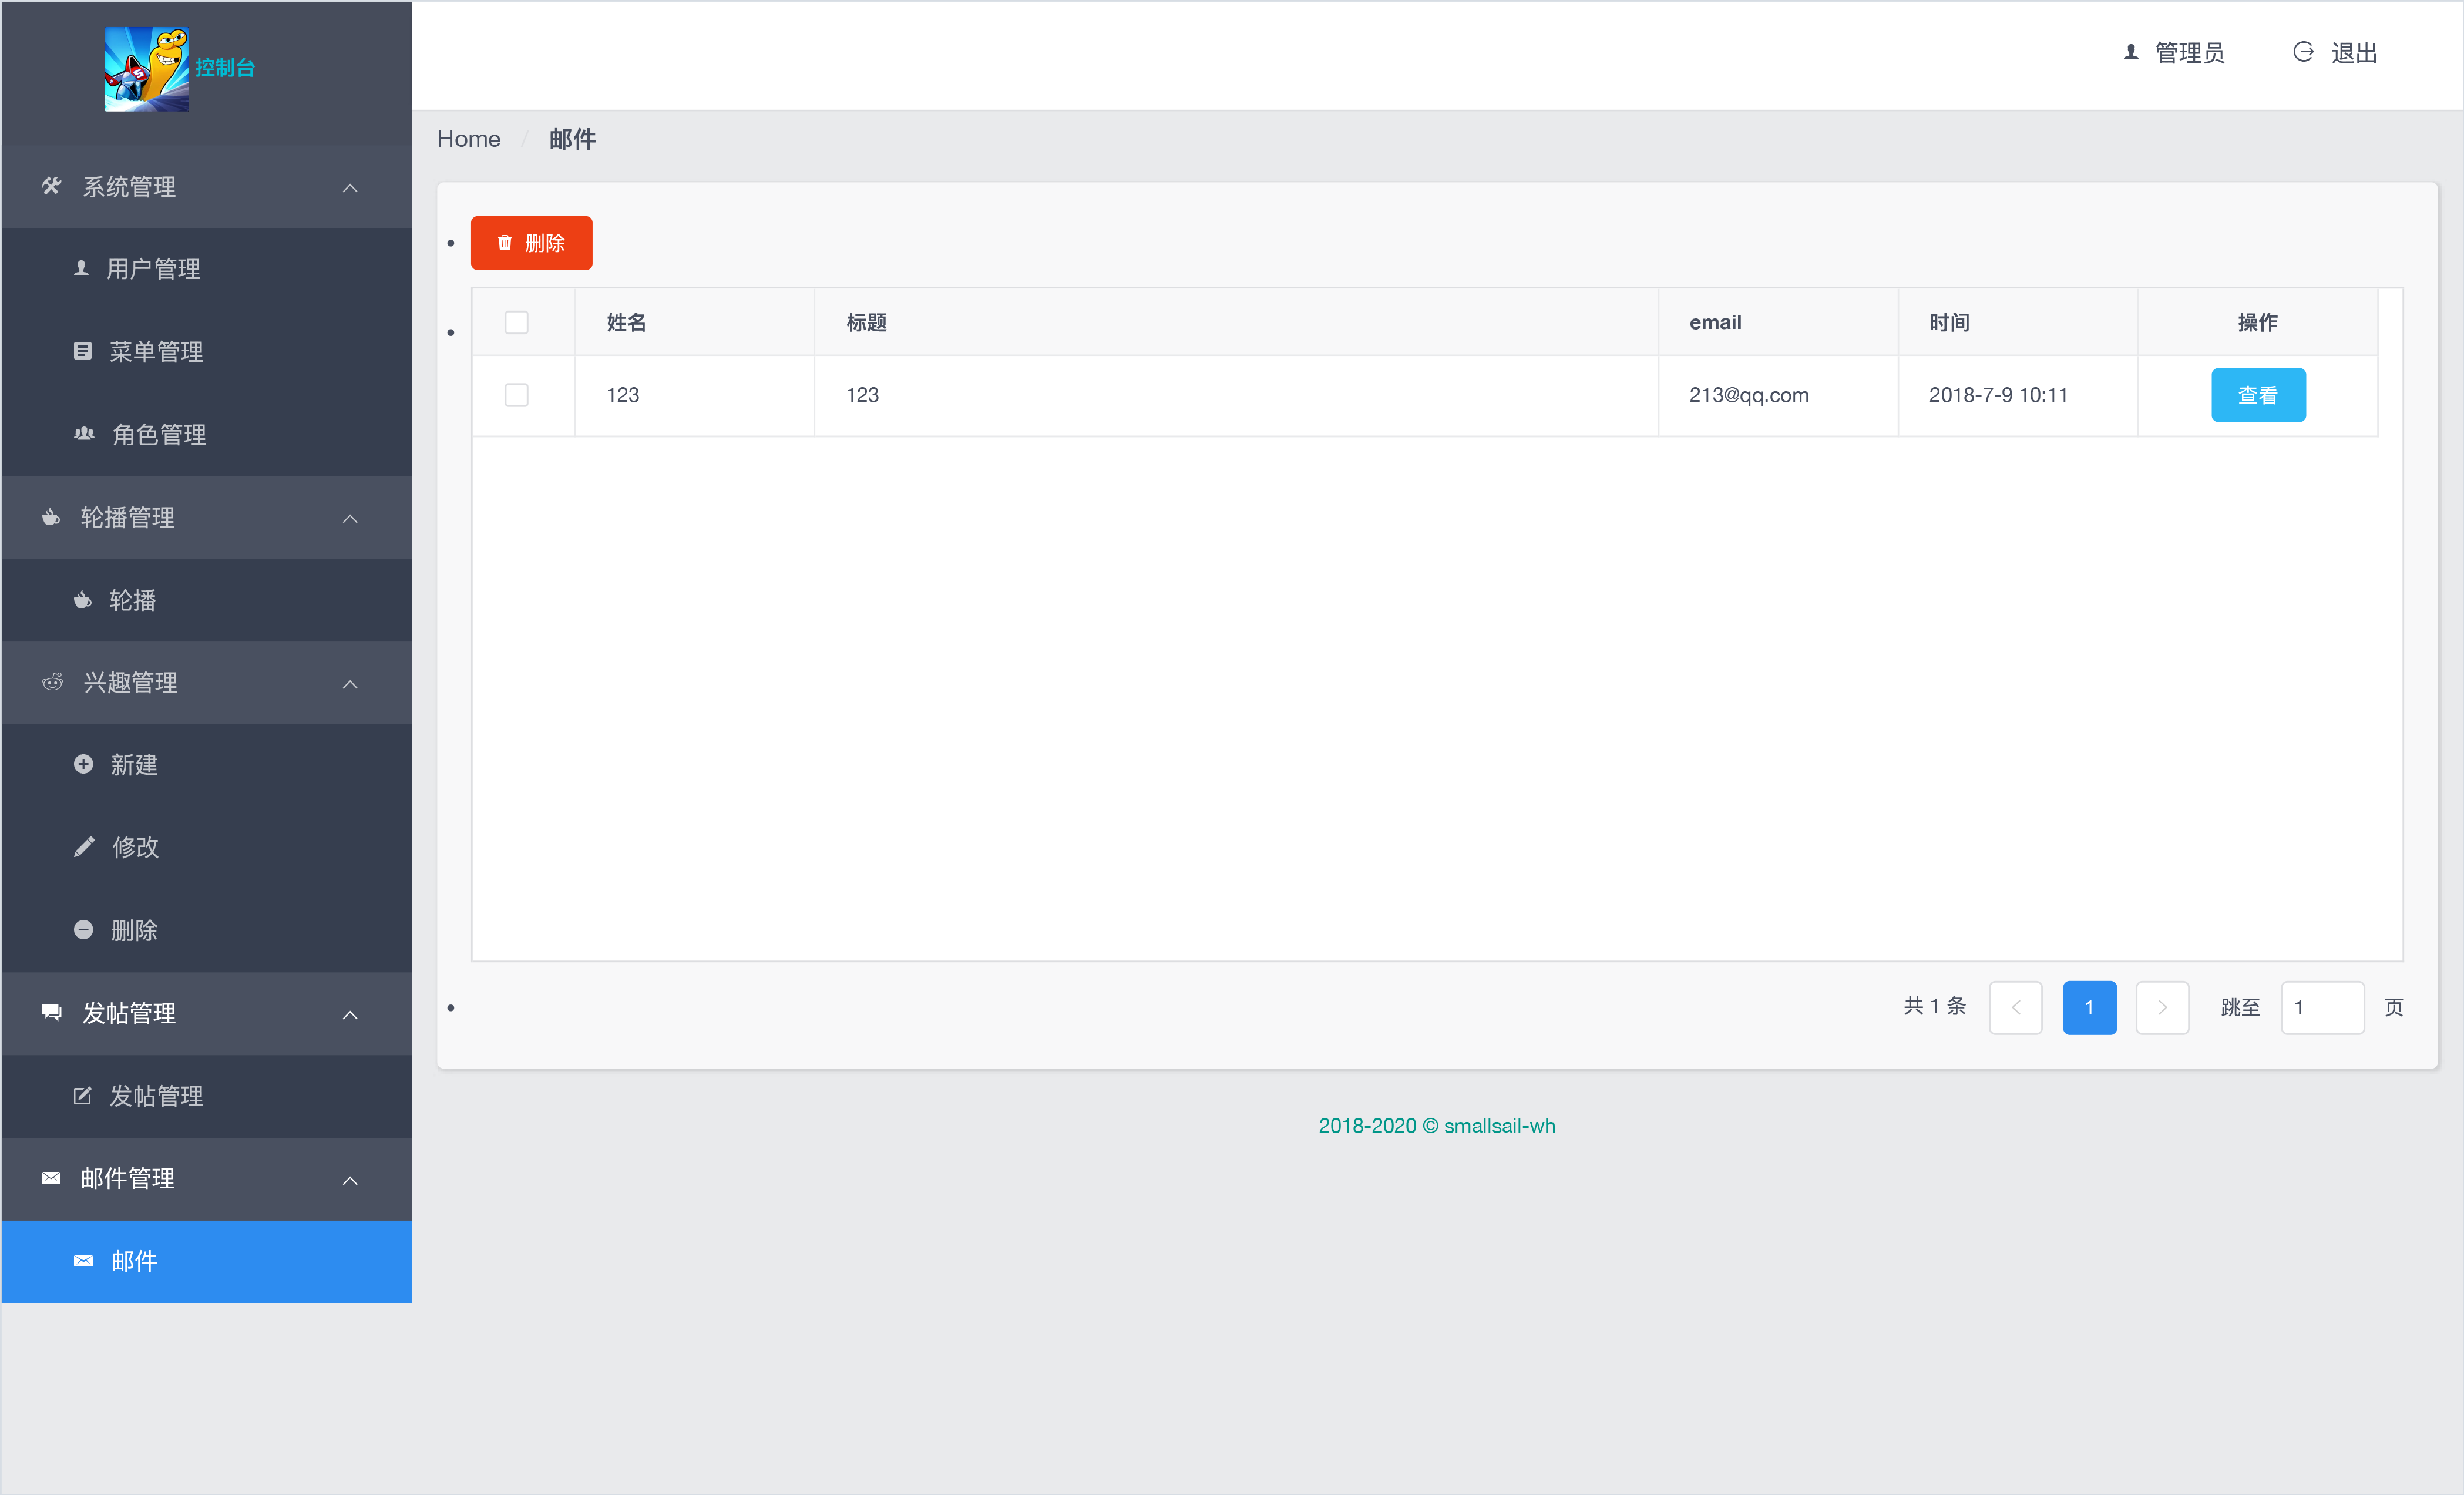 控制台
管理员
退出
Home / 邮件
系统管理
用户管理
菜单管理
角色管理
轮播管理
轮播
兴趣管理
新建
修改
删除
发帖管理
发帖管理
邮件管理
邮件
删除
姓名 标题 email 时间 操作
123 123 213@qq.com 2018-7-9 10:11 查看
共 1 条 1 跳至 1 页
2018-2020 © smallsail-wh